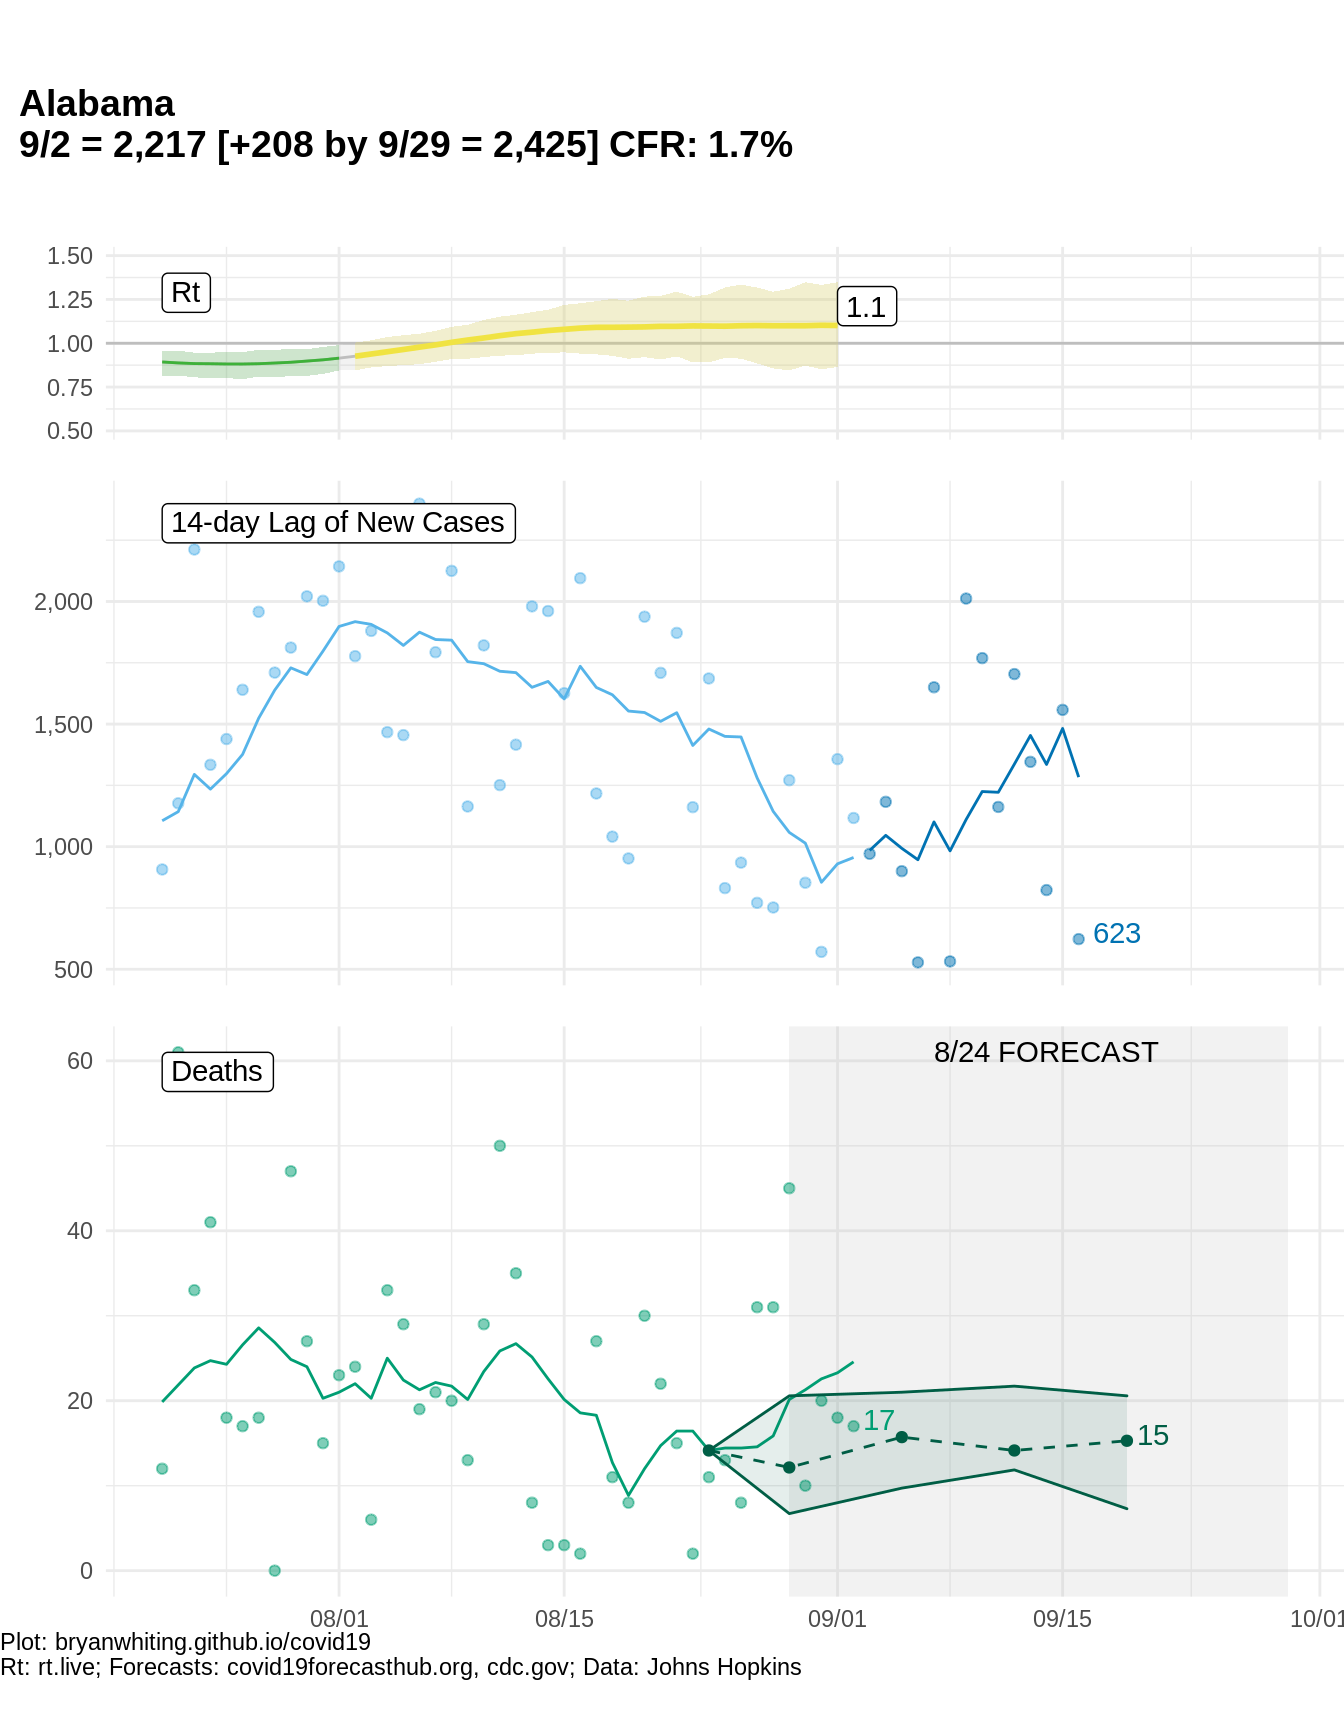 Alabama
9/2 = 2,217 [+208 by 9/29 = 2,425] CFR: 1.7%
1.50
1.25
1.00
0.75
0.50
Rt
1.1
14-day Lag of New Cases
2,000
1,500
1,000
500
623
8/24 FORECAST
Deaths
60
40
20
0
17
15
08/01
08/15
09/01
09/15
10/01
Plot: bryanwhiting.github.io/covid19
Rt: rt.live; Forecasts: covid19forecasthub.org, cdc.gov; Data: Johns Hopkins